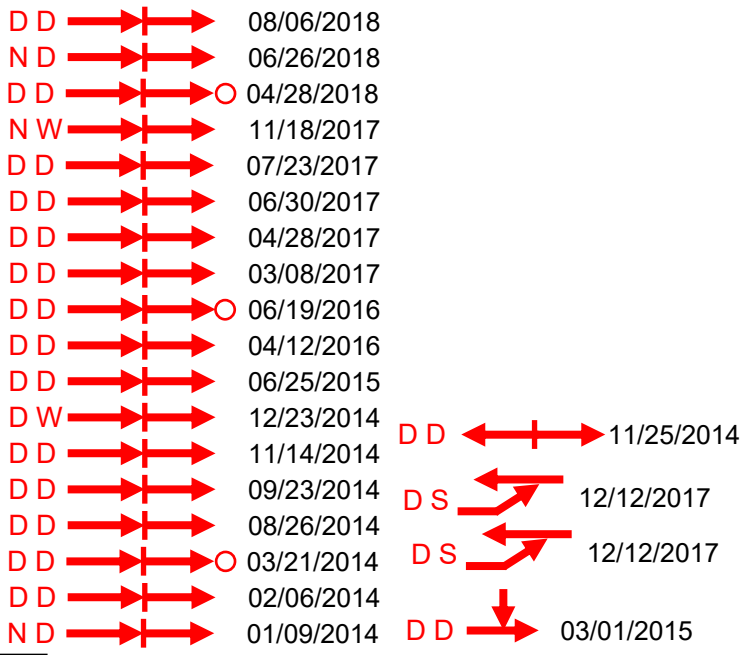 D D 08/06/2018
N D 06/26/2018
D D 04/28/2018
N W 11/18/2017
D D 07/23/2017
D D 06/30/2017
D D 04/28/2017
D D 03/08/2017
D D 06/19/2016
D D 04/12/2016
D D 06/25/2015
D W 12/23/2014
D D 11/14/2014
D D 09/23/2014
D D 08/26/2014
D D 03/21/2014
D D 02/06/2014
N D 01/09/2014
D D 11/25/2014
D S 12/12/2017
D S 12/12/2017
D D 03/01/2015